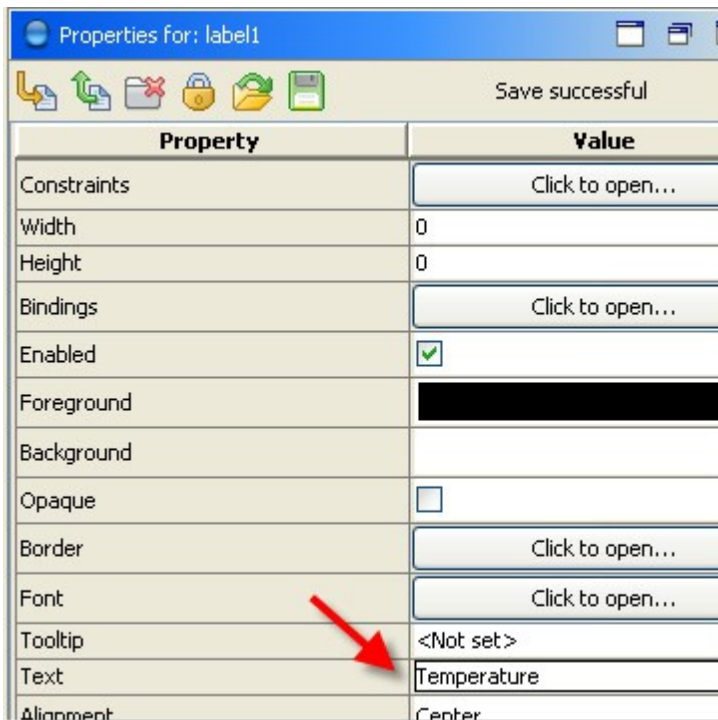 Properties for: label1
Save successful
Property Value
Constraints Click to open...
Width 0
Height 0
Bindings Click to open...
Enabled
Foreground
Background
Opaque
Border Click to open...
Font Click to open...
Tooltip <Not set>
Text Temperature
Alignment Center